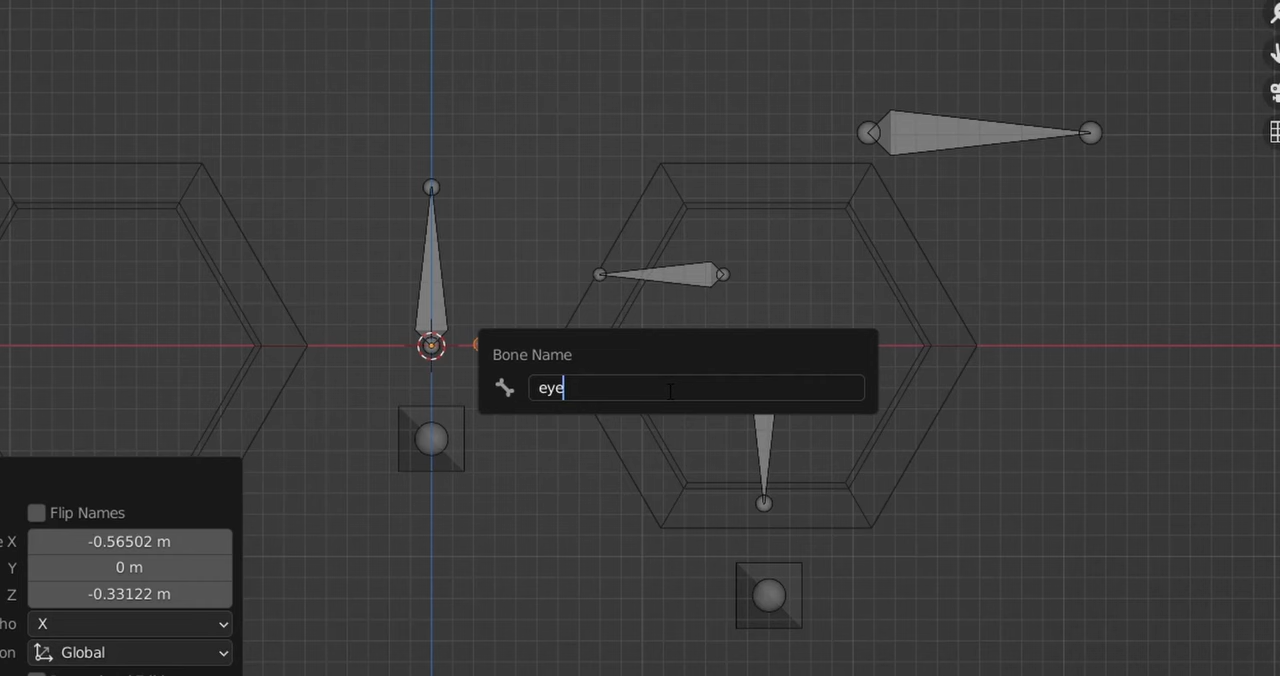 Bone Name
eye
Flip Names
X -0.56502 m
Y 0 m
Z -0.33122 m
X
Global